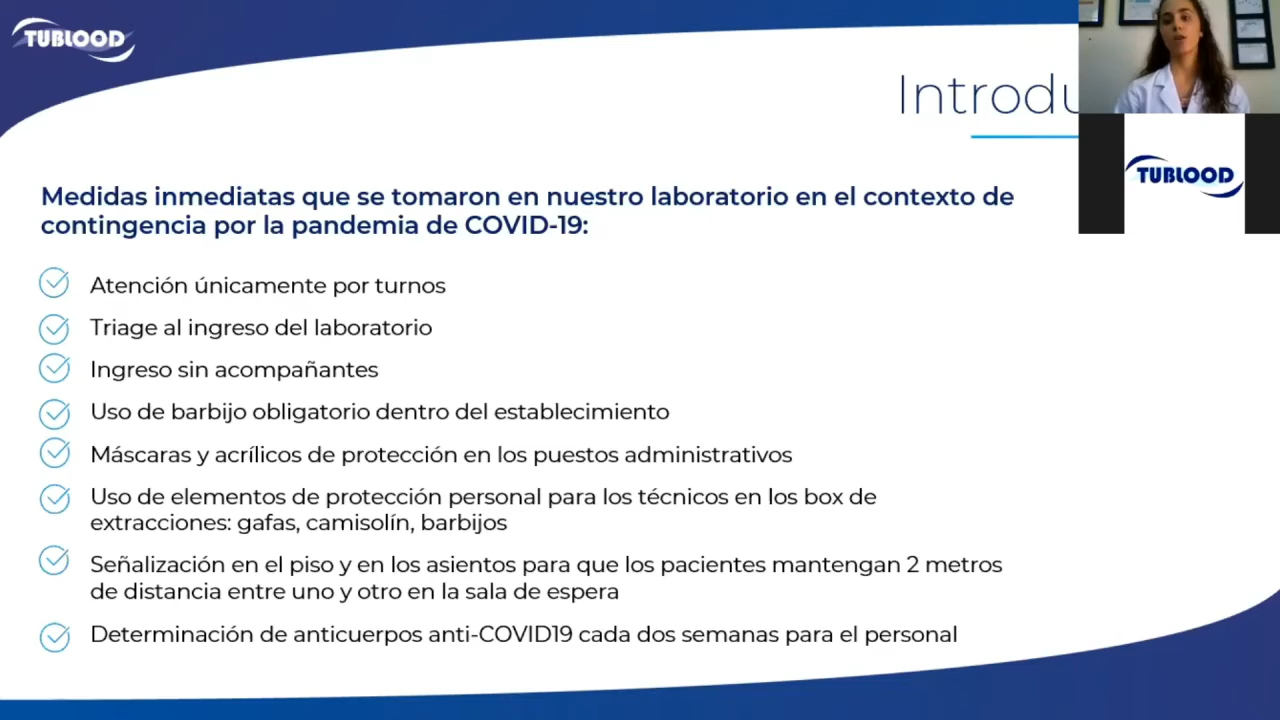 TUBLOOD
Introdu
TUBLOOD
Medidas inmediatas que se tomaron en nuestro laboratorio en el contexto de
contingencia por la pandemia de COVID-19:
Atención únicamente por turnos
Triage al ingreso del laboratorio
Ingreso sin acompañantes
Uso de barbijo obligatorio dentro del establecimiento
Máscaras y acrílicos de protección en los puestos administrativos
Uso de elementos de protección personal para los técnicos en los box de
extracciones: gafas, camisolín, barbijos
Señalización en el piso y en los asientos para que los pacientes mantengan 2 metros
de distancia entre uno y otro en la sala de espera
Determinación de anticuerpos anti-COVID19 cada dos semanas para el personal